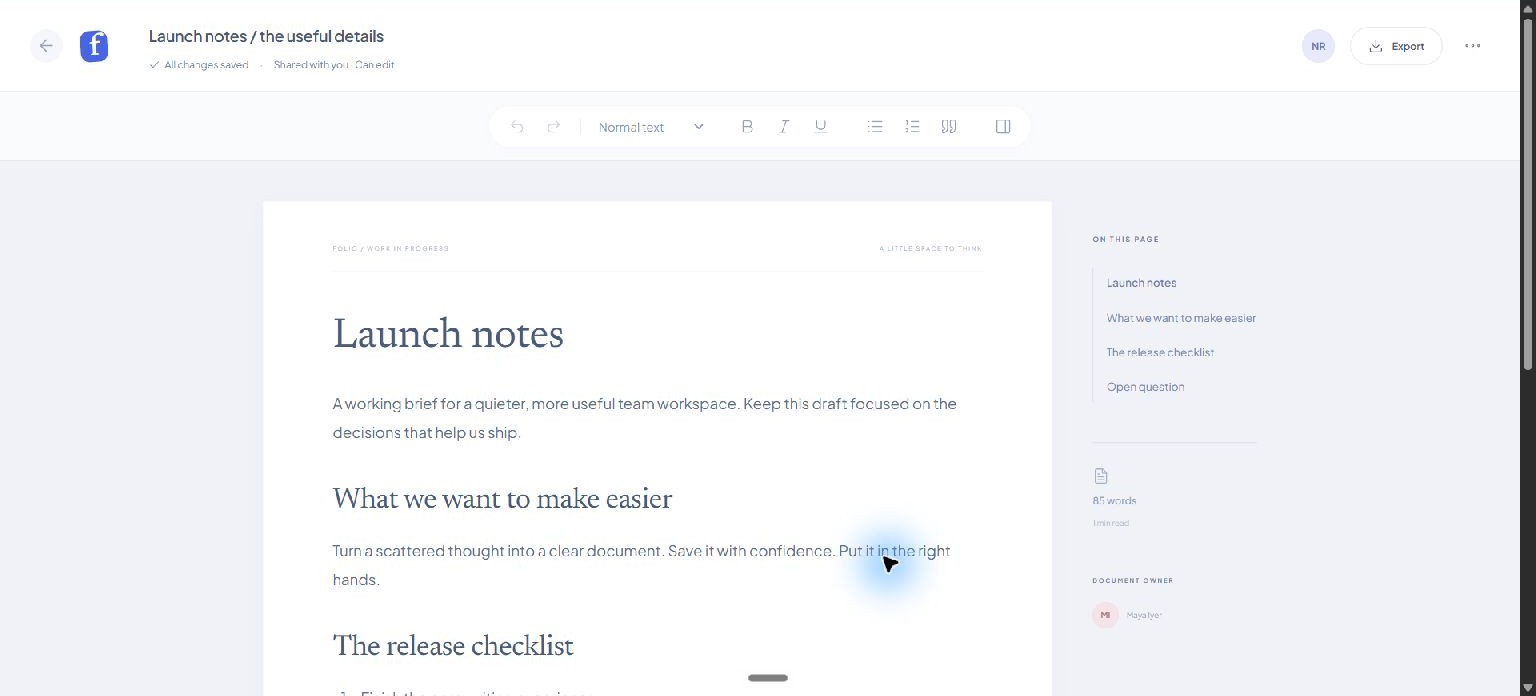 f
Launch notes / the useful details
All changes saved · Shared with you · Can edit
NR
Export
Normal text
B I U
FOLIO / WORK IN PROGRESS
A LITTLE SPACE TO THINK
Launch notes
A working brief for a quieter, more useful team workspace. Keep this draft focused on the
decisions that help us ship.
What we want to make easier
Turn a scattered thought into a clear document. Save it with confidence. Put it in the right
hands.
The release checklist
ON THIS PAGE
Launch notes
What we want to make easier
The release checklist
Open question
85 words
1 min read
DOCUMENT OWNER
MI
Maya Iyer